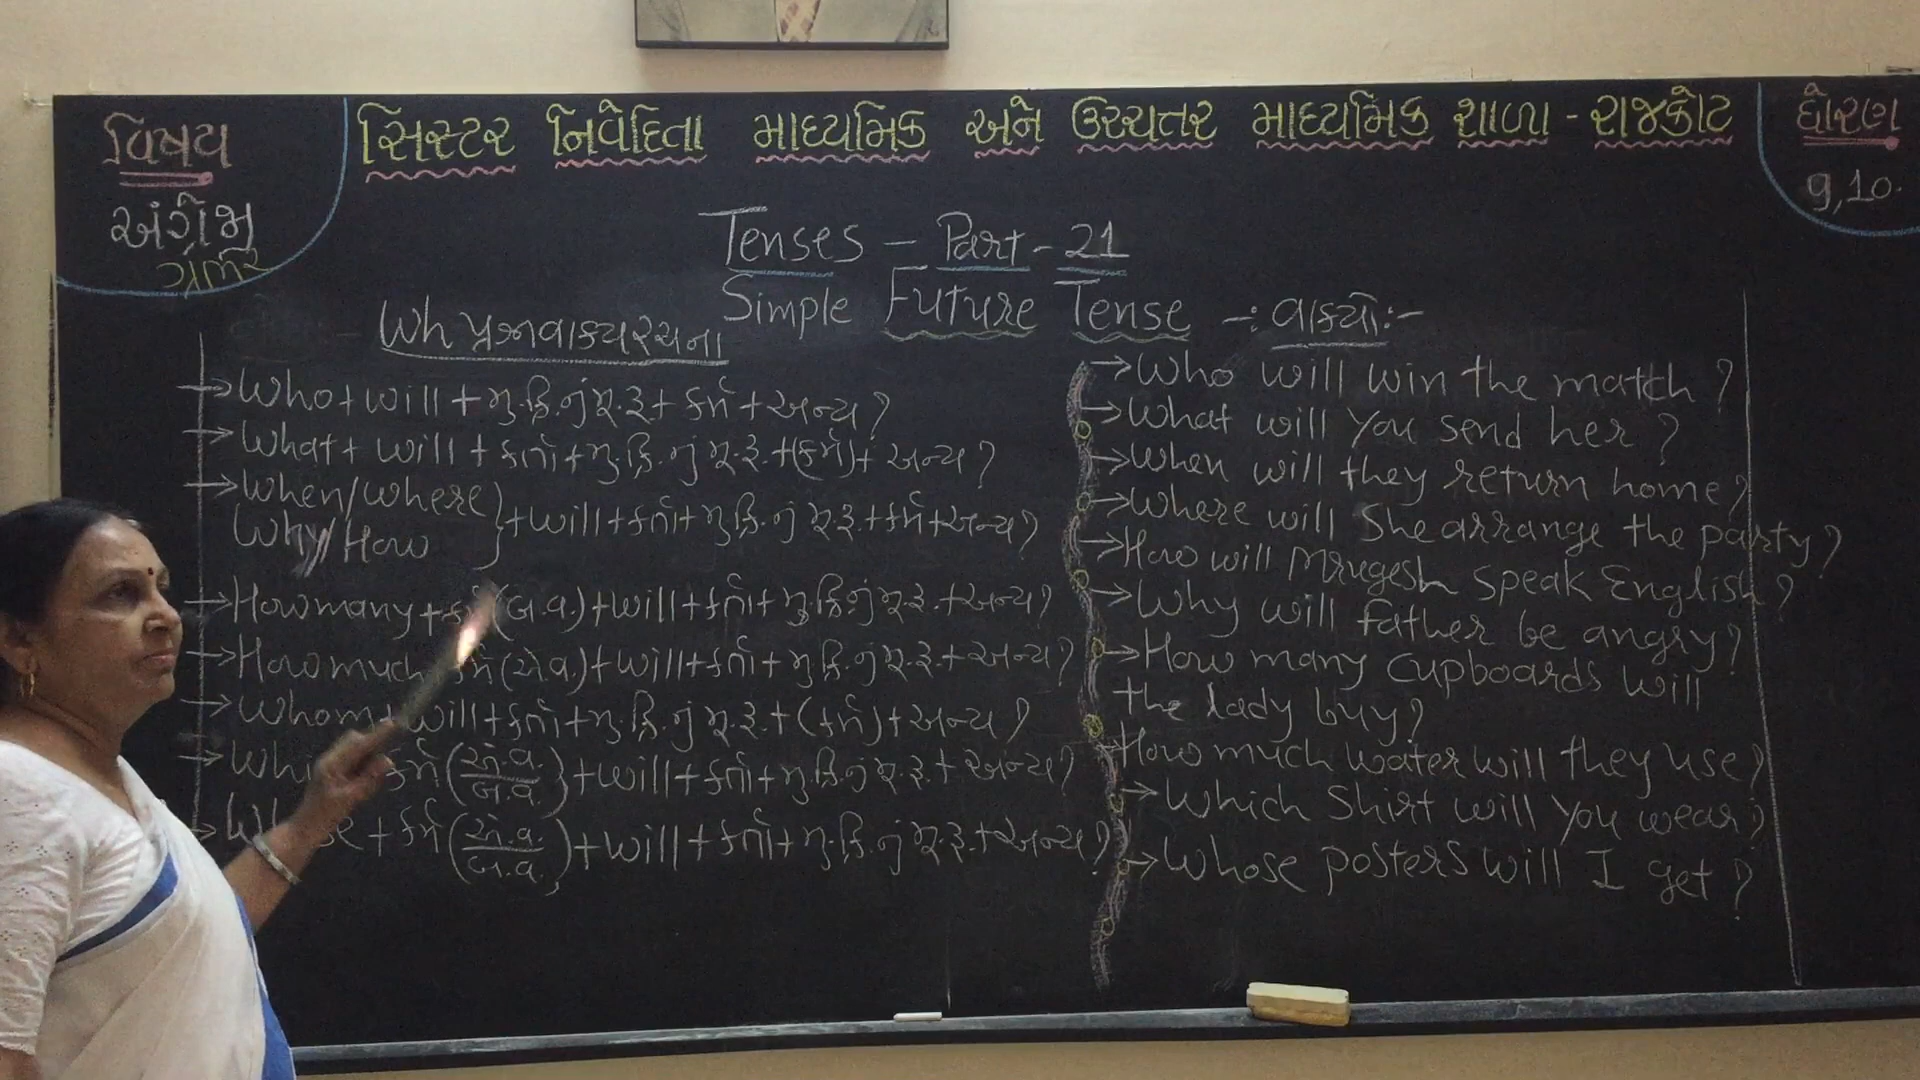 વિષય
અંગ્રેજી
ગ્રામર
સિસ્ટર નિવેદિતા માધ્યમિક અને ઉચ્ચતર માધ્યમિક શાળા - રાજકોટ
ધોરણ
9,10.
Tenses - Part - 21
Simple Future Tense -: વાક્યો:-
Wh પ્રશ્નવાક્યરચના
→ Who + will + મુ.ક્રિ.નું મૂ.રૂ + કર્મ + અન્ય?
→ What + will + કર્તા + મુ.ક્રિ.નું મૂ.રૂ. + (કર્મ) + અન્ય?
→ When/Where
Why/How } + will + કર્તા + મુ.ક્રિ.નું મૂ.રૂ. + કર્મ + અન્ય?
→ How many + (બ.વ.) + will + કર્તા + મુ.ક્રિ.નું મૂ.રૂ. + અન્ય?
→ How much (એ.વ.) + will + કર્તા + મુ.ક્રિ.નું મૂ.રૂ. + અન્ય?
→ Whom + will + કર્તા + મુ.ક્રિ.નું મૂ.રૂ. + (કર્મ) + અન્ય?
→ કર્મ (એ.વ./બ.વ.) + will + કર્તા + મુ.ક્રિ.નું મૂ.રૂ. + અન્ય?
→ + કર્મ (એ.વ./બ.વ.) + will + કર્તા + મુ.ક્રિ.નું મૂ.રૂ. + અન્ય?
→ Who will win the match?
→ What will you send her?
→ When will they return home?
→ Where will She arrange the party?
→ How will Mrugesh Speak English?
→ Why will father be angry?
→ How many Cupboards will
the lady buy?
→ How much water will they use?
→ Which Shirt will you wear?
→ Whose posters will I get?